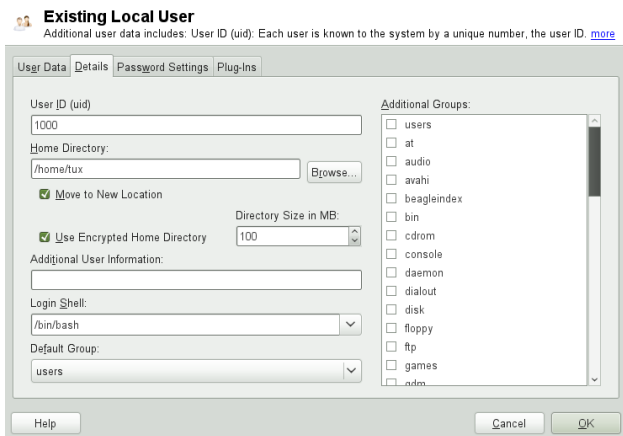 Existing Local User
Additional user data includes: User ID (uid): Each user is known to the system by a unique number, the user ID. more
User Data Details Password Settings Plug-Ins
User ID (uid)
1000
Home Directory:
/home/tux
Browse...
Move to New Location
Directory Size in MB:
Use Encrypted Home Directory
100
Additional User Information:
Login Shell:
/bin/bash
Default Group:
users
Additional Groups:
users
at
audio
avahi
beagleindex
bin
cdrom
console
daemon
dialout
disk
floppy
ftp
games
gdm
Help
Cancel
OK